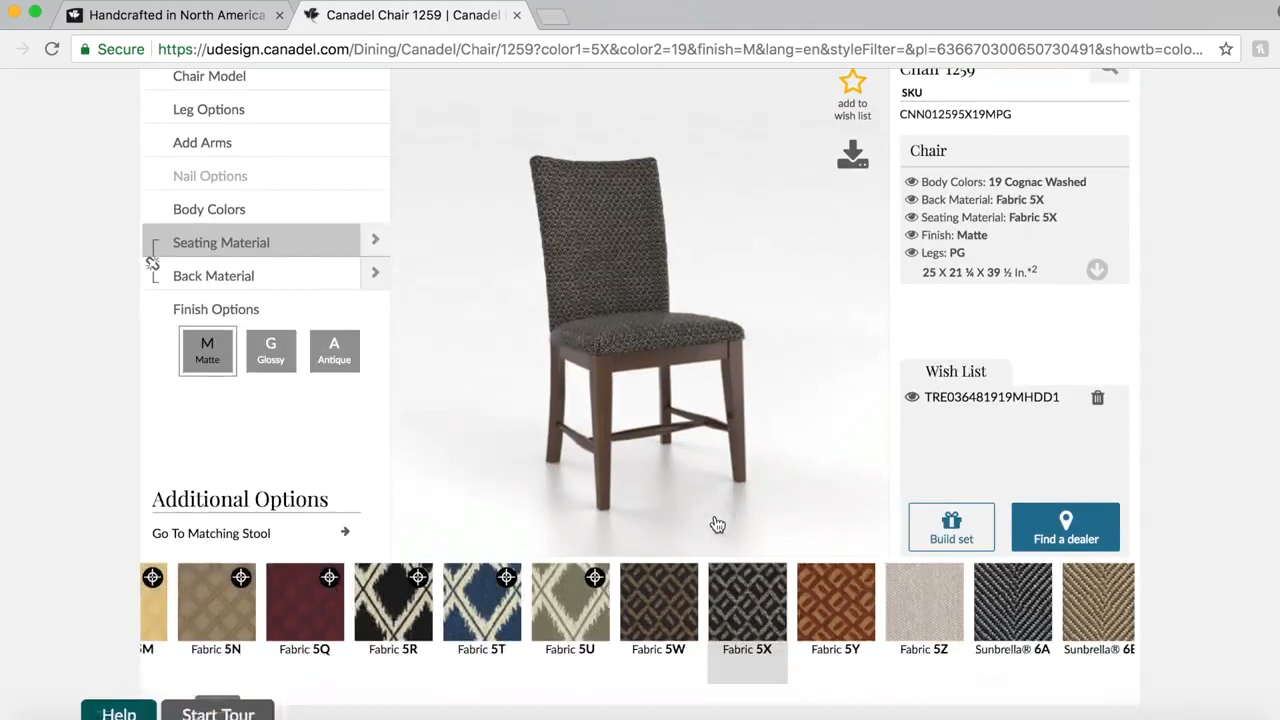 Handcrafted in North America
Canadel Chair 1259 | Canadel
Secure
https://udesign.canadel.com/Dining/Canadel/Chair/1259?color1=5X&color2=19&finish=M&lang=en&styleFilter=&pl=636670300650730491&showtb=colo...
Chair Model
Leg Options
Add Arms
Nail Options
Body Colors
Seating Material
Back Material
Finish Options
M
Matte
G
Glossy
A
Antique
Additional Options
Go To Matching Stool
add to
wish list
Chair 1259
SKU
CNN012595X19MPG
Chair
Body Colors: 19 Cognac Washed
Back Material: Fabric 5X
Seating Material: Fabric 5X
Finish: Matte
Legs: PG
25 X 21 ¼ X 39 ½ In.*2
Wish List
TRE036481919MHDD1
Build set
Find a dealer
5M
Fabric 5N
Fabric 5Q
Fabric 5R
Fabric 5T
Fabric 5U
Fabric 5W
Fabric 5X
Fabric 5Y
Fabric 5Z
Sunbrella® 6A
Sunbrella® 6E
Help
Start Tour